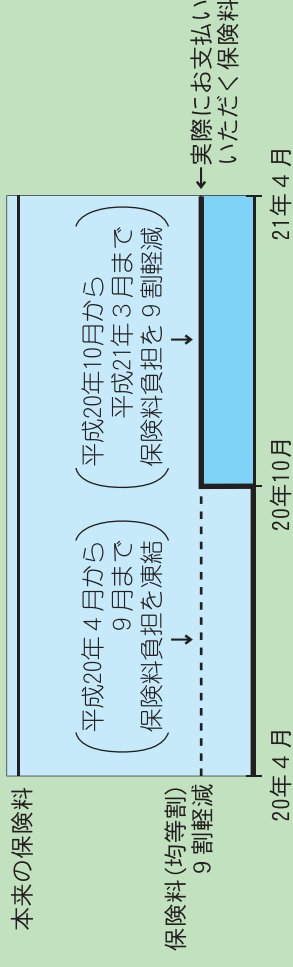 本来の保険料
保険料(均等割)
９割軽減
(平成20年４月から
９月まで
保険料負担を凍結)
↓
(平成20年10月から
平成21年３月まで
保険料負担を９割軽減)
↓
←実際にお支払い
いただく保険料
20年４月
20年10月
21年４月